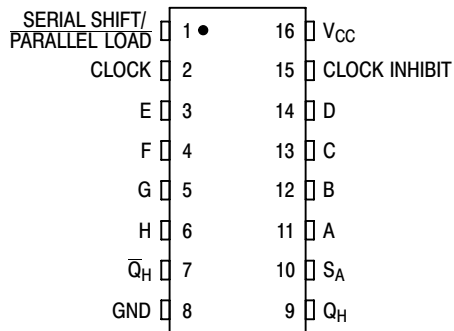 SERIAL SHIFT/
PARALLEL LOAD 1 16 VCC
CLOCK 2 15 CLOCK INHIBIT
E 3 14 D
F 4 13 C
G 5 12 B
H 6 11 A
Q̅H 7 10 SA
GND 8 9 QH